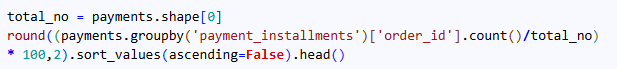 total_no = payments.shape[0]
round((payments.groupby('payment_installments')['order_id'].count()/total_no)
* 100,2).sort_values(ascending=False).head()